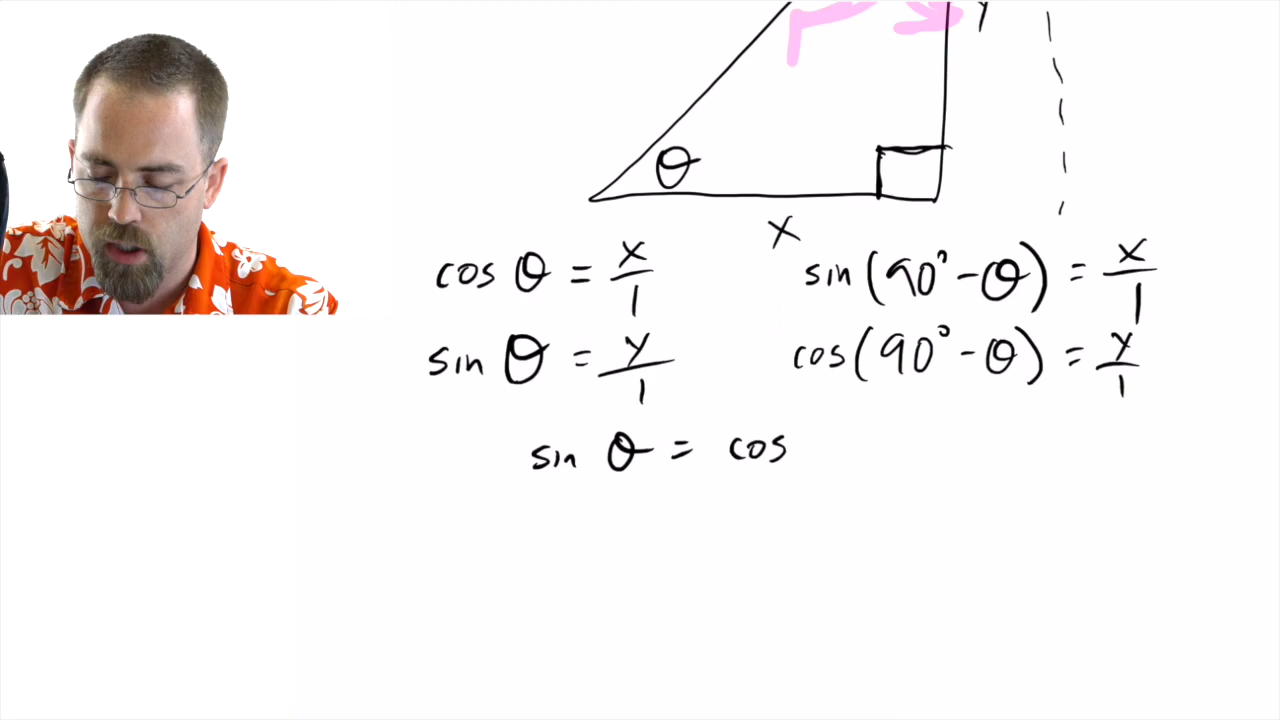 y
θ
x
cos θ = x/1 sin(90° - θ) = x/1
sin θ = y/1 cos(90° - θ) = y/1
sin θ = cos